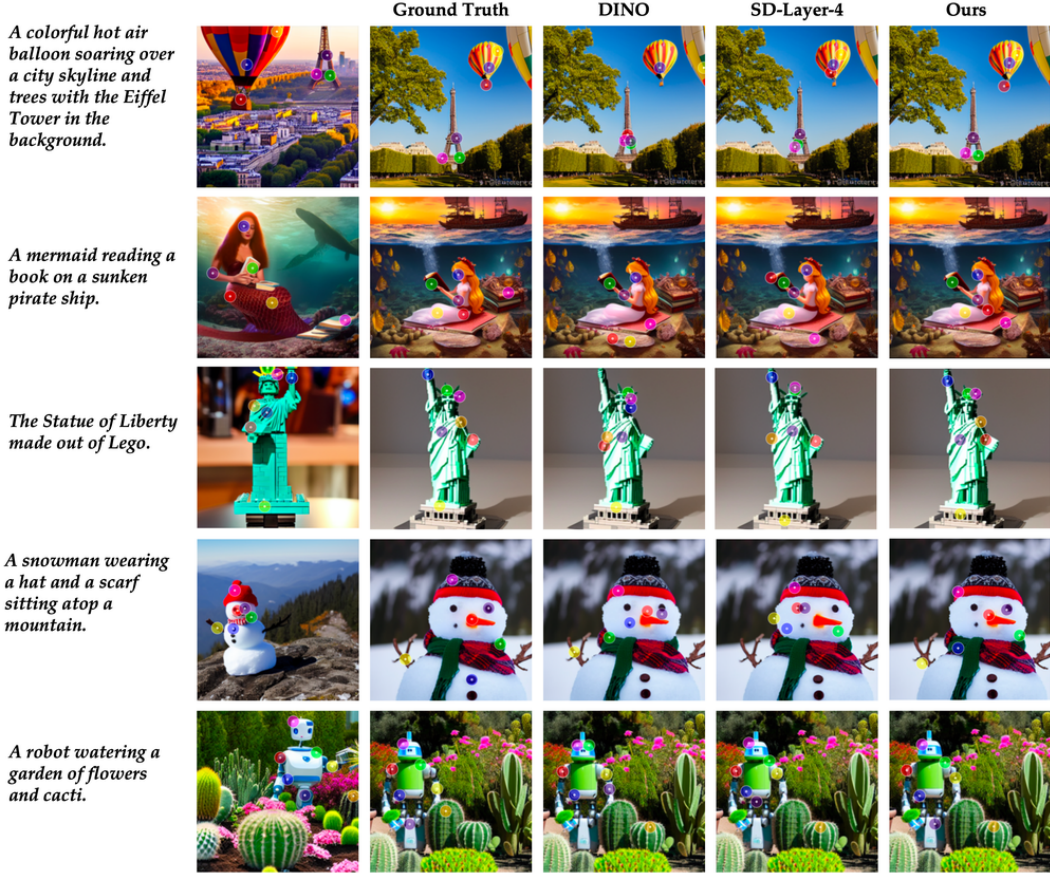 Ground Truth DINO SD-Layer-4 Ours
A colorful hot air
balloon soaring over
a city skyline and
trees with the Eiffel
Tower in the
background.
A mermaid reading a
book on a sunken
pirate ship.
The Statue of Liberty
made out of Lego.
A snowman wearing
a hat and a scarf
sitting atop a
mountain.
A robot watering a
garden of flowers
and cacti.